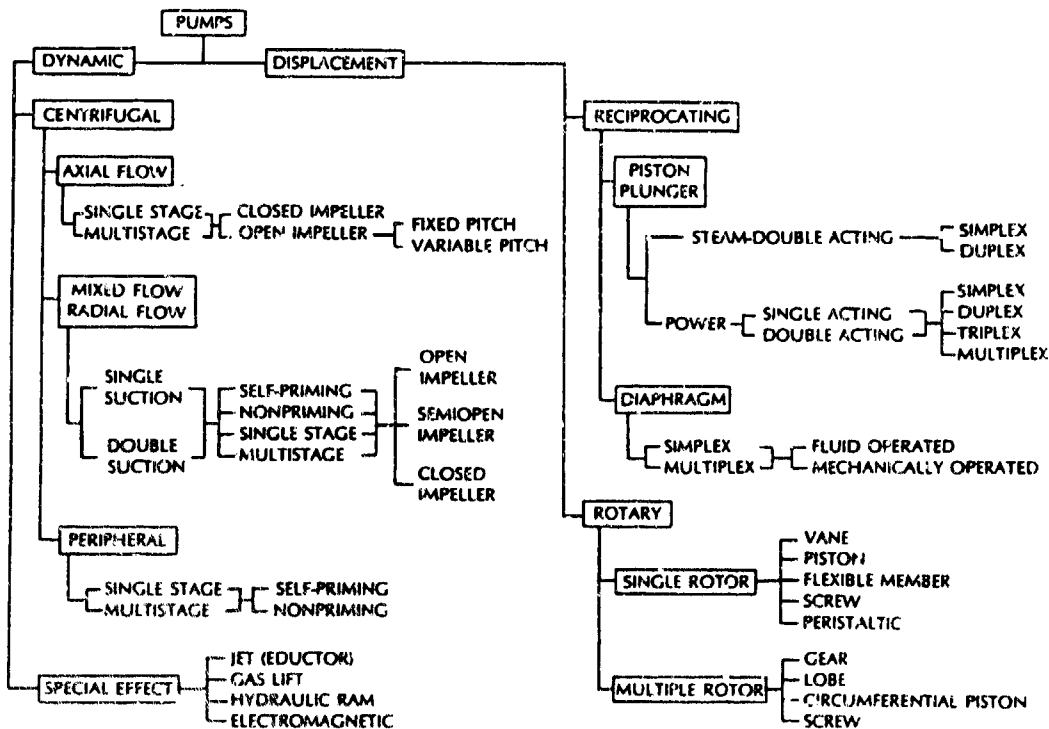 PUMPS
DYNAMIC
DISPLACEMENT
CENTRIFUGAL
AXIAL FLOW
SINGLE STAGE
MULTISTAGE
CLOSED IMPELLER
OPEN IMPELLER
FIXED PITCH
VARIABLE PITCH
MIXED FLOW
RADIAL FLOW
SINGLE
SUCTION
DOUBLE
SUCTION
SELF-PRIMING
NONPRIMING
SINGLE STAGE
MULTISTAGE
OPEN
IMPELLER
SEMIOPEN
IMPELLER
CLOSED
IMPELLER
PERIPHERAL
SINGLE STAGE
MULTISTAGE
SELF-PRIMING
NONPRIMING
SPECIAL EFFECT
JET (EDUCTOR)
GAS LIFT
HYDRAULIC RAM
ELECTROMAGNETIC
RECIPROCATING
PISTON
PLUNGER
STEAM-DOUBLE ACTING
SIMPLEX
DUPLEX
POWER
SINGLE ACTING
DOUBLE ACTING
SIMPLEX
DUPLEX
TRIPLEX
MULTIPLEX
DIAPHRAGM
SIMPLEX
MULTIPLEX
FLUID OPERATED
MECHANICALLY OPERATED
ROTARY
SINGLE ROTOR
VANE
PISTON
FLEXIBLE MEMBER
SCREW
PERISTALTIC
MULTIPLE ROTOR
GEAR
LOBE
CIRCUMFERENTIAL PISTON
SCREW